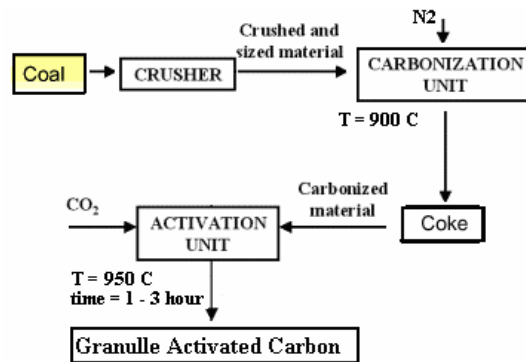 N2
Crushed and
sized material
Coal
CRUSHER
CARBONIZATION
UNIT
T = 900 C
CO₂
ACTIVATION
UNIT
Carbonized
material
Coke
T = 950 C
time = 1 - 3 hour
Granulle Activated Carbon